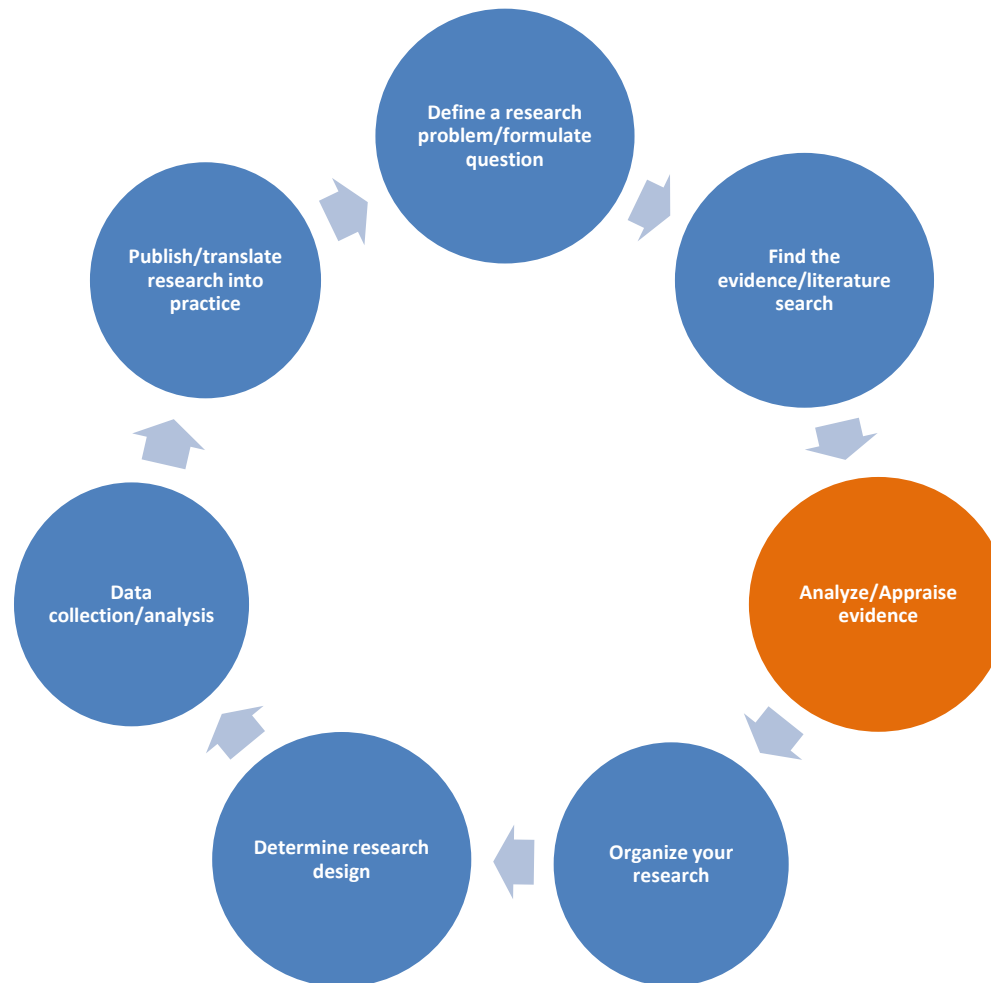 Define a research
problem/formulate
question
Find the
evidence/literature
search
Analyze/Appraise
evidence
Organize your
research
Determine research
design
Data
collection/analysis
Publish/translate
research into
practice